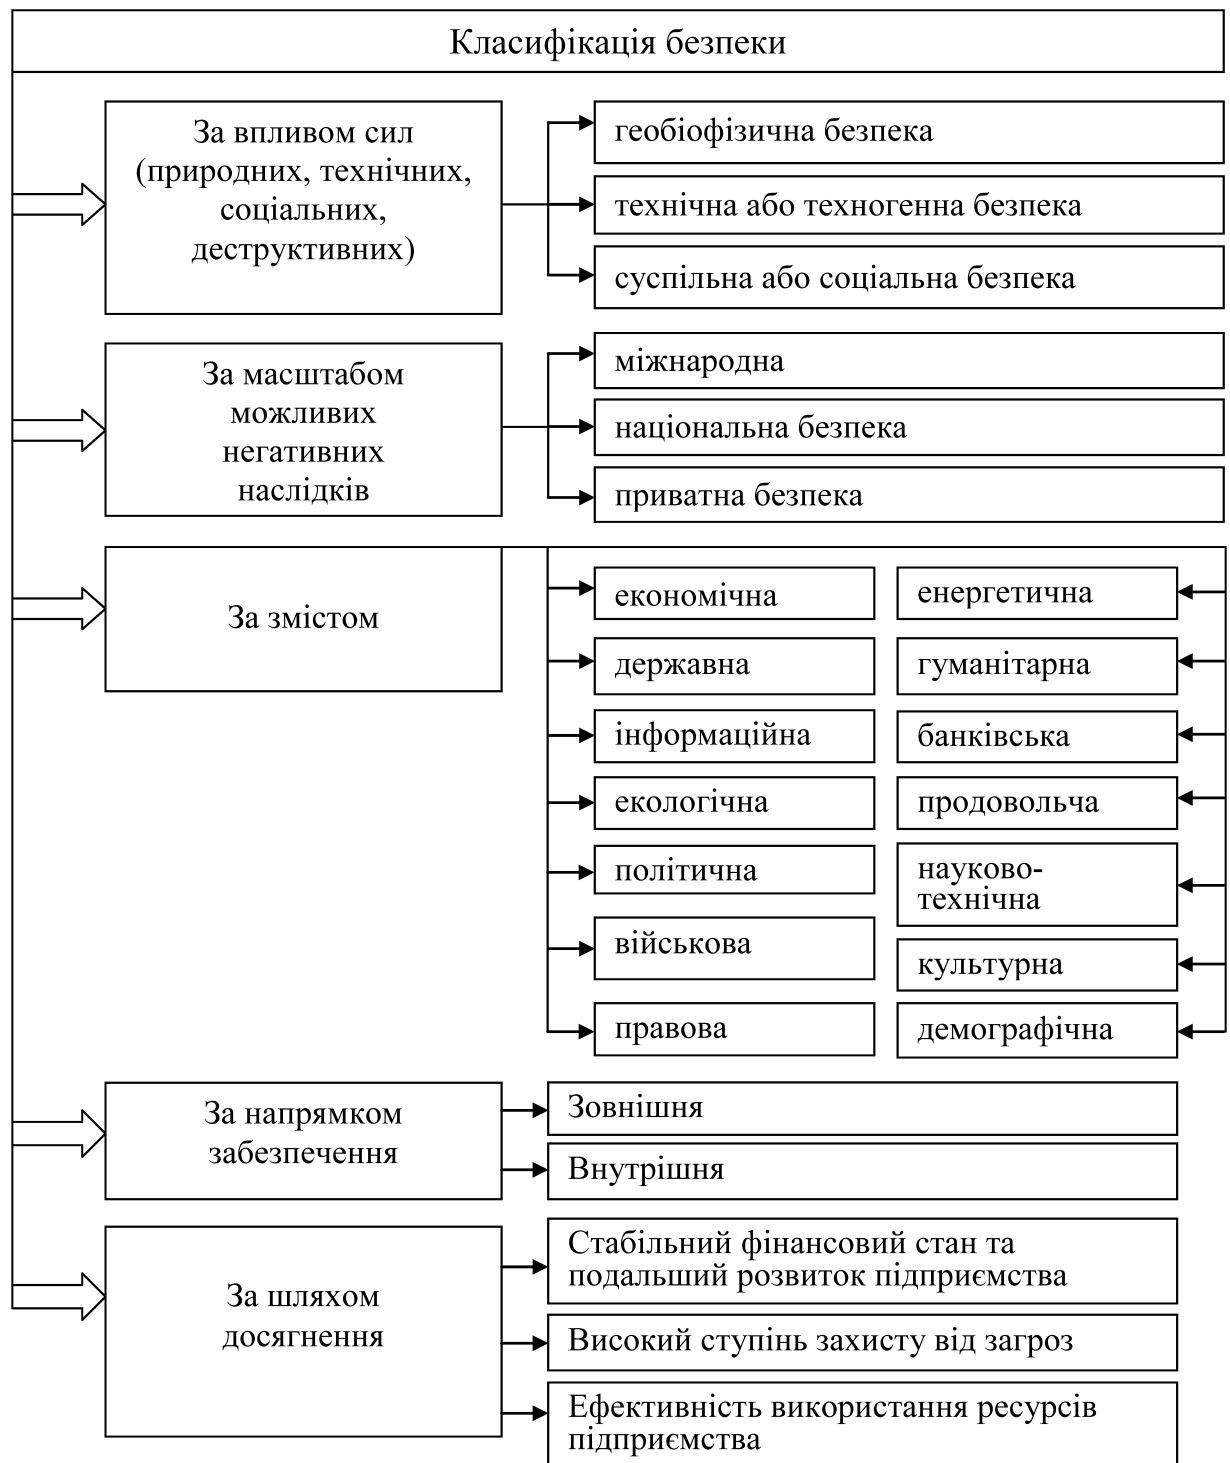 Класифікація безпеки
За впливом сил
(природних, технічних,
соціальних,
деструктивних)
геобіофізична безпека
технічна або техногенна безпека
суспільна або соціальна безпека
За масштабом
можливих
негативних
наслідків
міжнародна
національна безпека
приватна безпека
За змістом
економічна
енергетична
державна
гуманітарна
інформаційна
банківська
екологічна
продовольча
політична
науково-
технічна
військова
культурна
правова
демографічна
За напрямком
забезпечення
Зовнішня
Внутрішня
За шляхом
досягнення
Стабільний фінансовий стан та
подальший розвиток підприємства
Високий ступінь захисту від загроз
Ефективність використання ресурсів
підприємства